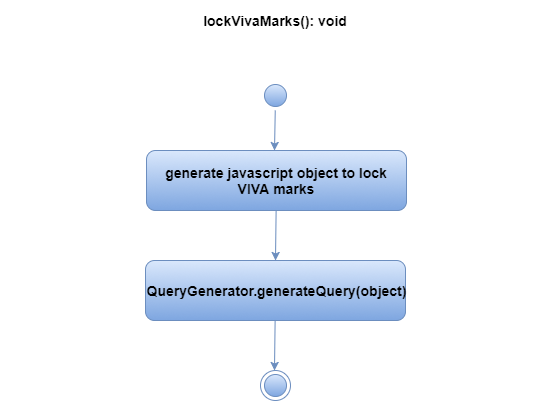 lockVivaMarks(): void
generate javascript object to lock
VIVA marks
QueryGenerator.generateQuery(object)